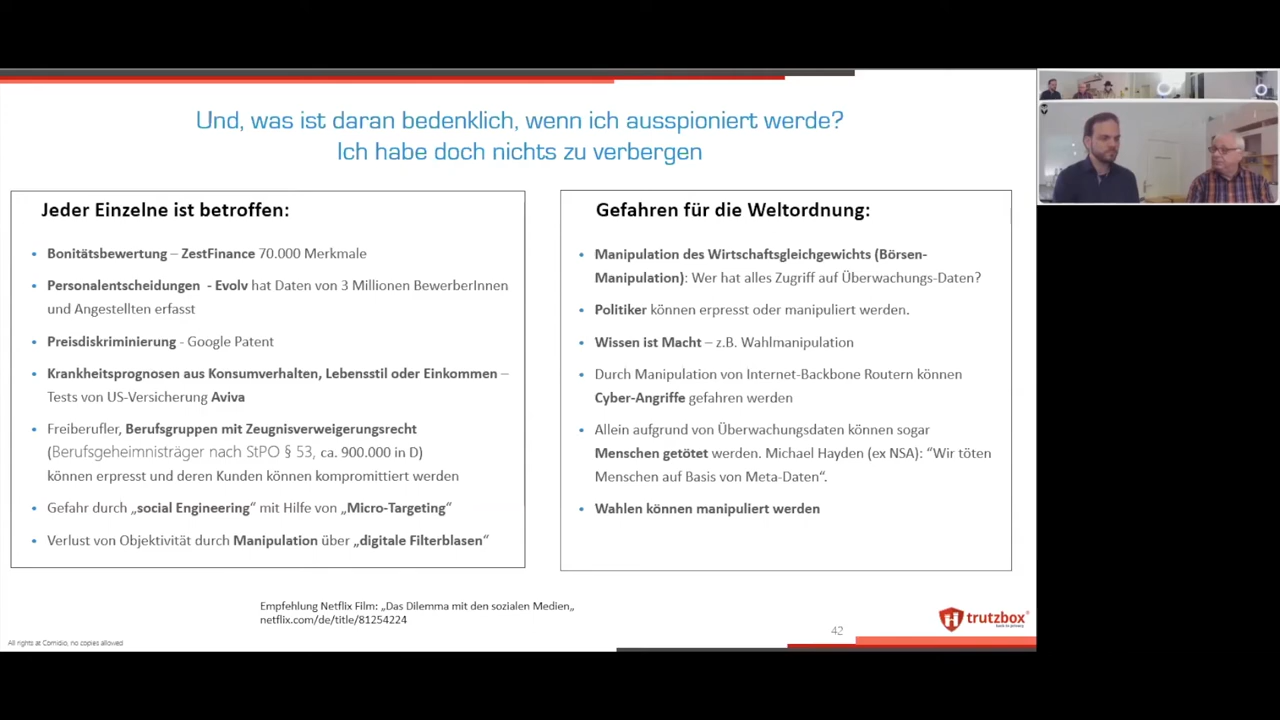 Und, was ist daran bedenklich, wenn ich ausspioniert werde?
Ich habe doch nichts zu verbergen
Jeder Einzelne ist betroffen:
• Bonitätsbewertung – ZestFinance 70.000 Merkmale
• Personalentscheidungen - Evolv hat Daten von 3 Millionen BewerberInnen
und Angestellten erfasst
• Preisdiskriminierung - Google Patent
• Krankheitsprognosen aus Konsumverhalten, Lebensstil oder Einkommen –
Tests von US-Versicherung Aviva
• Freiberufler, Berufsgruppen mit Zeugnisverweigerungsrecht
(Berufsgeheimnisträger nach StPO § 53, ca. 900.000 in D)
können erpresst und deren Kunden können kompromittiert werden
• Gefahr durch „social Engineering“ mit Hilfe von „Micro-Targeting“
• Verlust von Objektivität durch Manipulation über „digitale Filterblasen“
Gefahren für die Weltordnung:
• Manipulation des Wirtschaftsgleichgewichts (Börsen-
Manipulation): Wer hat alles Zugriff auf Überwachungs-Daten?
• Politiker können erpresst oder manipuliert werden.
• Wissen ist Macht – z.B. Wahlmanipulation
• Durch Manipulation von Internet-Backbone Routern können
Cyber-Angriffe gefahren werden
• Allein aufgrund von Überwachungsdaten können sogar
Menschen getötet werden. Michael Hayden (ex NSA): “Wir töten
Menschen auf Basis von Meta-Daten“.
• Wahlen können manipuliert werden
Empfehlung Netflix Film: „Das Dilemma mit den sozialen Medien„
netflix.com/de/title/81254224
42
trutzbox®
back to privacy
All rights at Comidio, no copies allowed